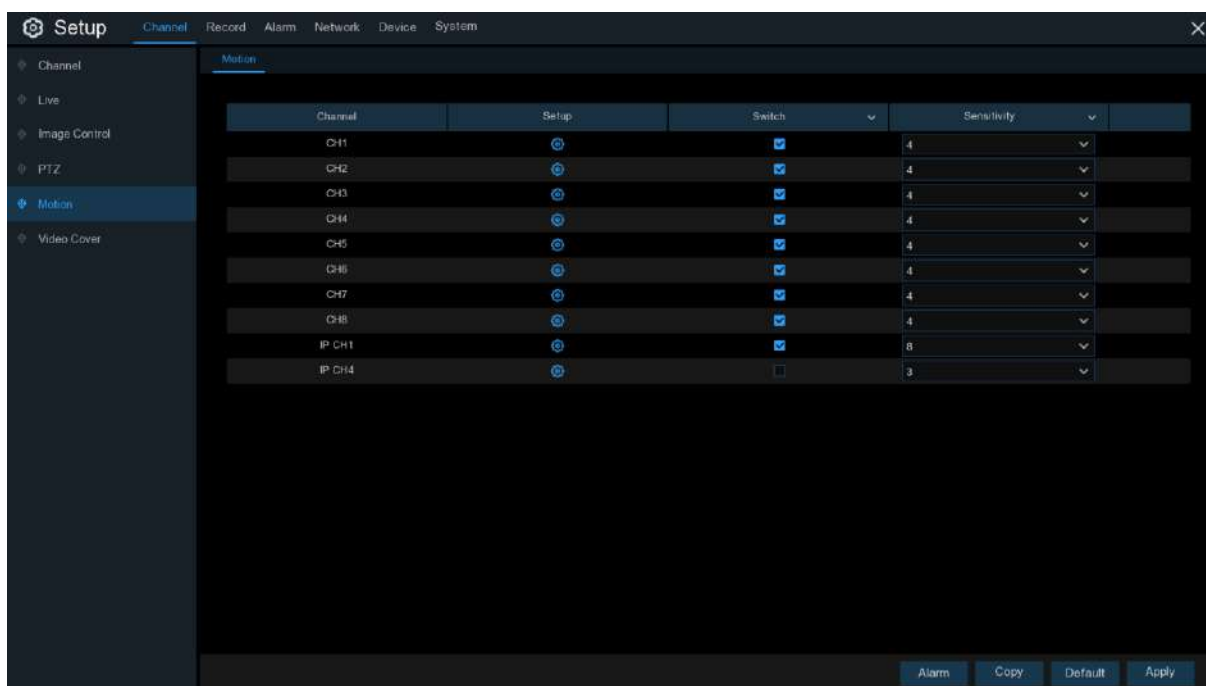 Setup Channel Record Alarm Network Device System
Channel
Live
Image Control
PTZ
Motion
Video Cover
Motion
Channel Setup Switch Sensitivity
CH1 4
CH2 4
CH3 4
CH4 4
CH5 4
CH6 4
CH7 4
CH8 4
IP CH1 8
IP CH4 3
Alarm Copy Default Apply